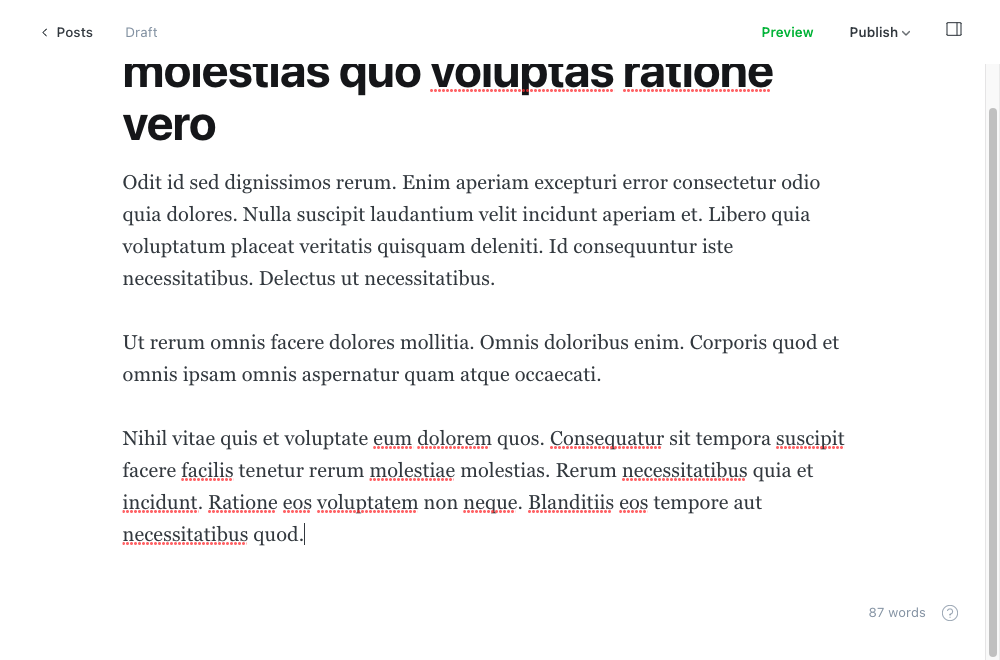 Posts Draft Preview Publish
molestias quo voluptas ratione
vero
Odit id sed dignissimos rerum. Enim aperiam excepturi error consectetur odio
quia dolores. Nulla suscipit laudantium velit incidunt aperiam et. Libero quia
voluptatum placeat veritatis quisquam deleniti. Id consequuntur iste
necessitatibus. Delectus ut necessitatibus.
Ut rerum omnis facere dolores mollitia. Omnis doloribus enim. Corporis quod et
omnis ipsam omnis aspernatur quam atque occaecati.
Nihil vitae quis et voluptate eum dolorem quos. Consequatur sit tempora suscipit
facere facilis tenetur rerum molestiae molestias. Rerum necessitatibus quia et
incidunt. Ratione eos voluptatem non neque. Blanditiis eos tempore aut
necessitatibus quod.
87 words ?